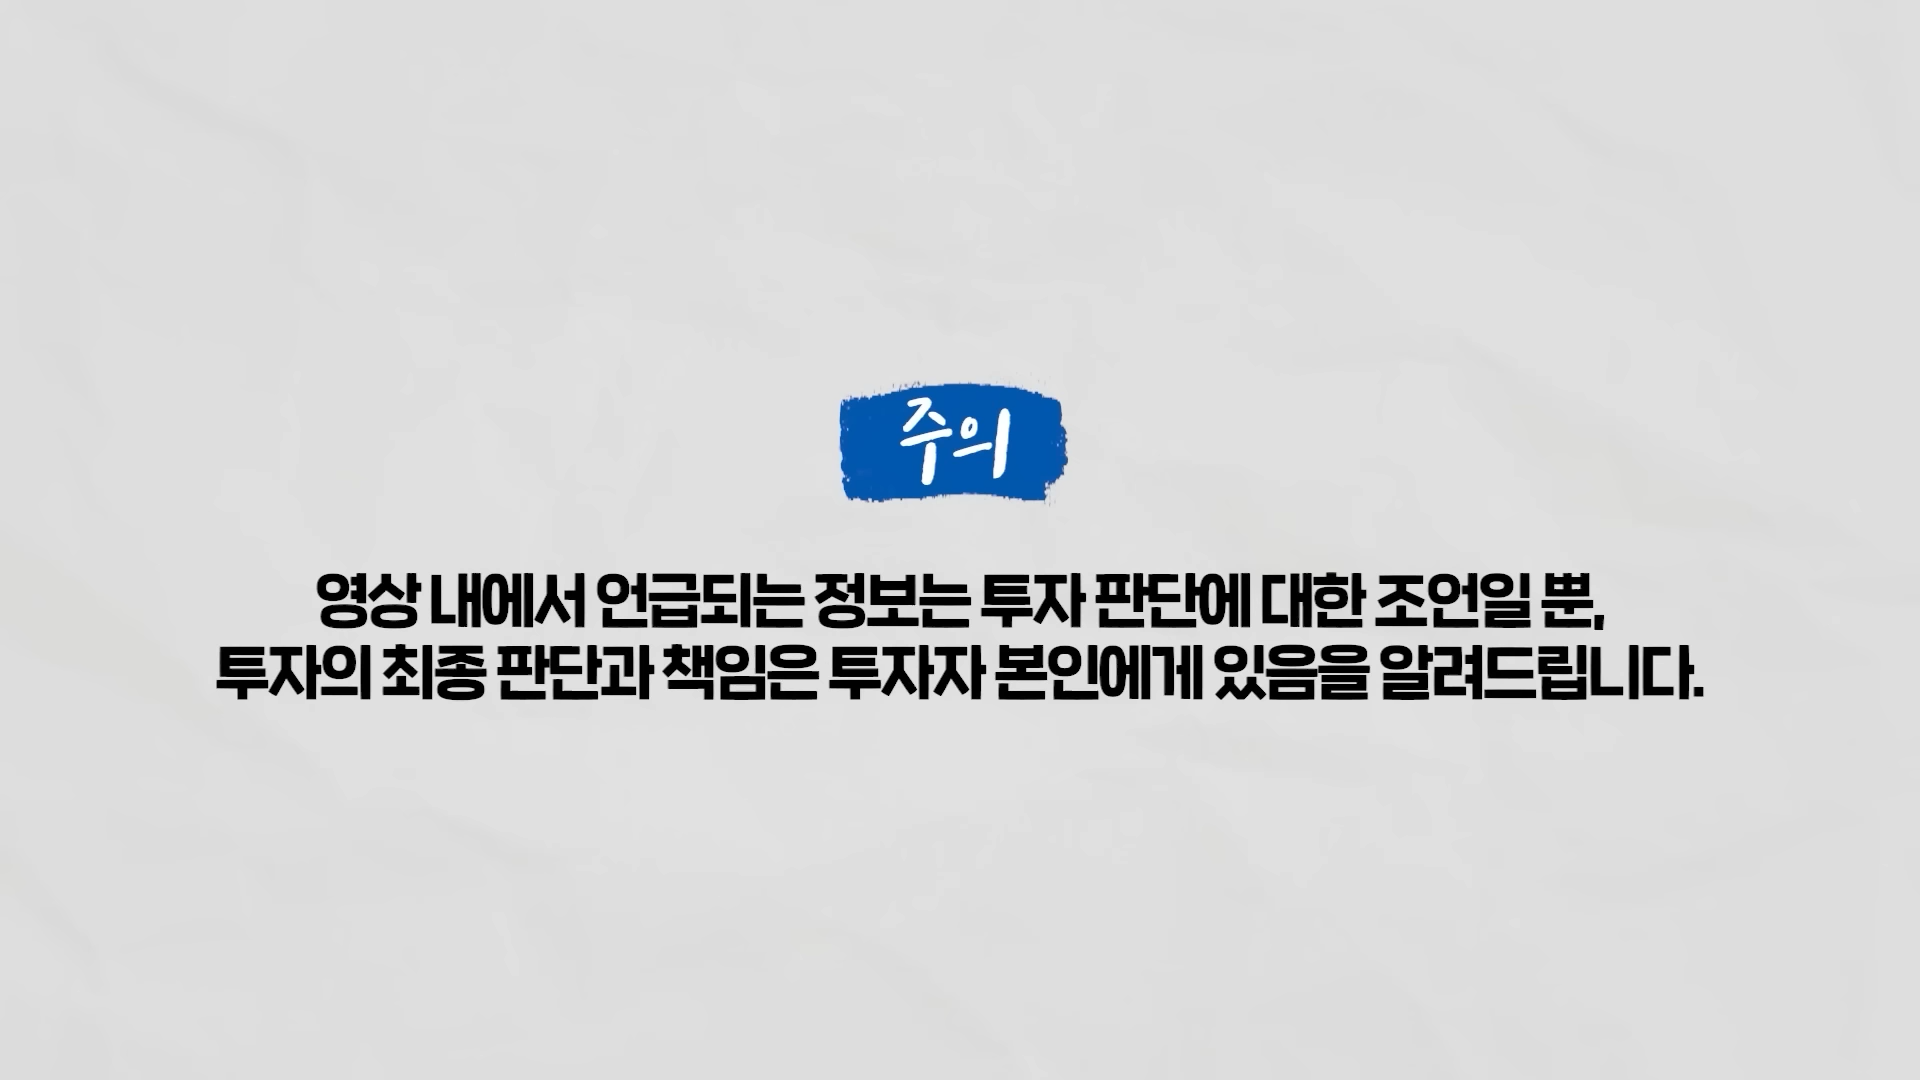 주의
영상 내에서 언급되는 정보는 투자 판단에 대한 조언일 뿐,
투자의 최종 판단과 책임은 투자자 본인에게 있음을 알려드립니다.